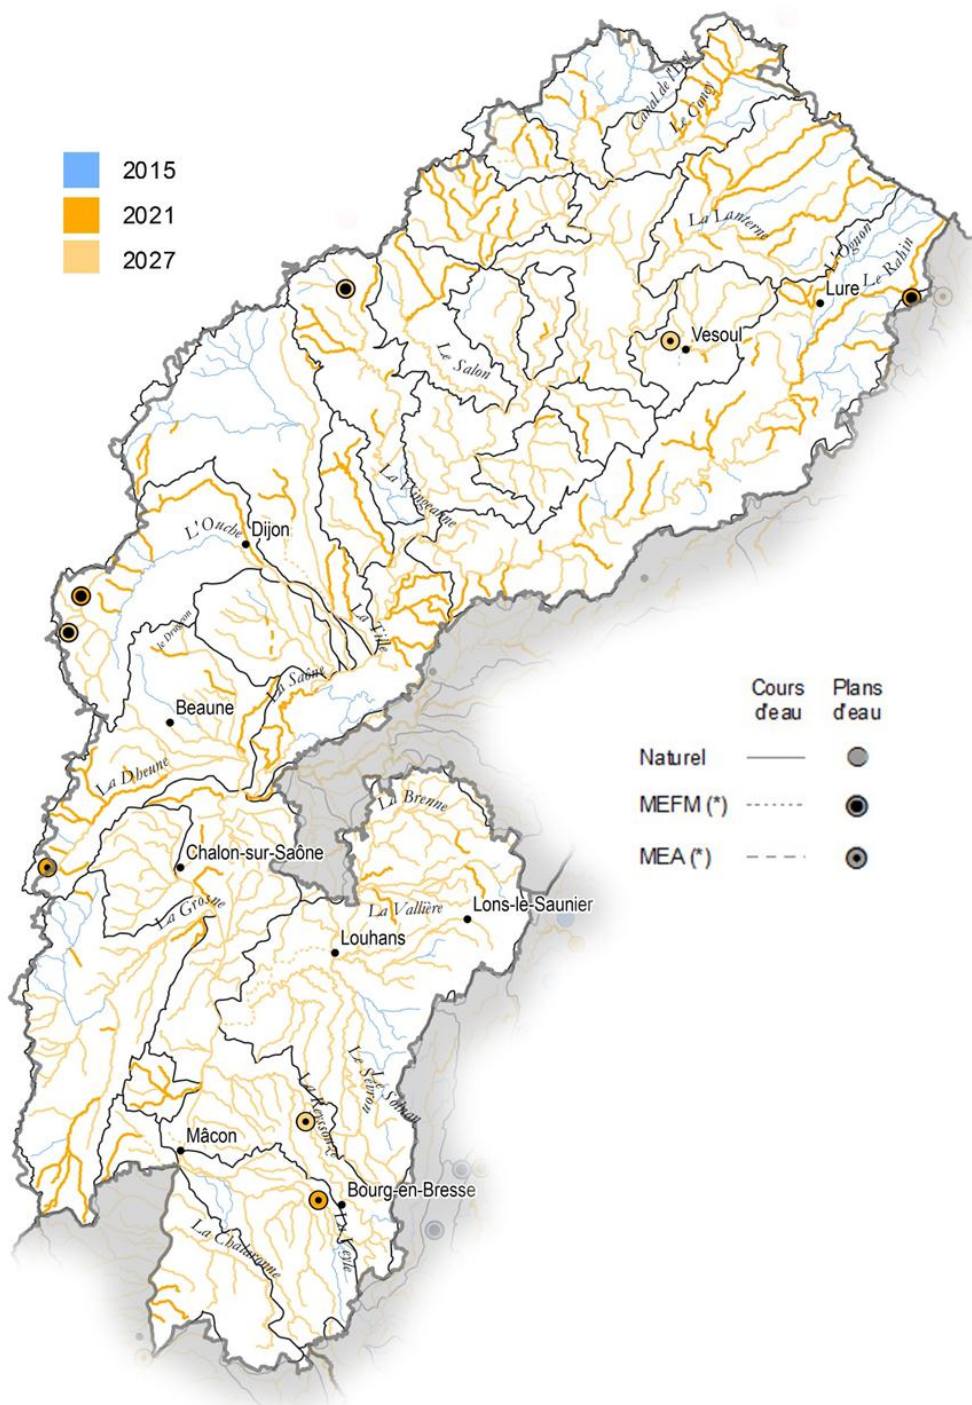 2015
2021
2027
Canal de l'Est
Le Coney
La Lanterne
L'Ognon
Le Rahin
Lure
Vesoul
Le Salon
La Vingeanne
L'Ouche
Dijon
La Tille
le Drageon
La Saône
Beaune
La Dheune
Cours
d'eau
Plans
d'eau
Naturel
MEFM (*)
MEA (*)
La Brenne
Chalon-sur-Saône
La Grosne
La Vallière
Lons-le-Saunier
Louhans
Le Sevron
Le Solnan
La Reyssouze
Mâcon
Bourg-en-Bresse
La Veyle
La Chalaronne